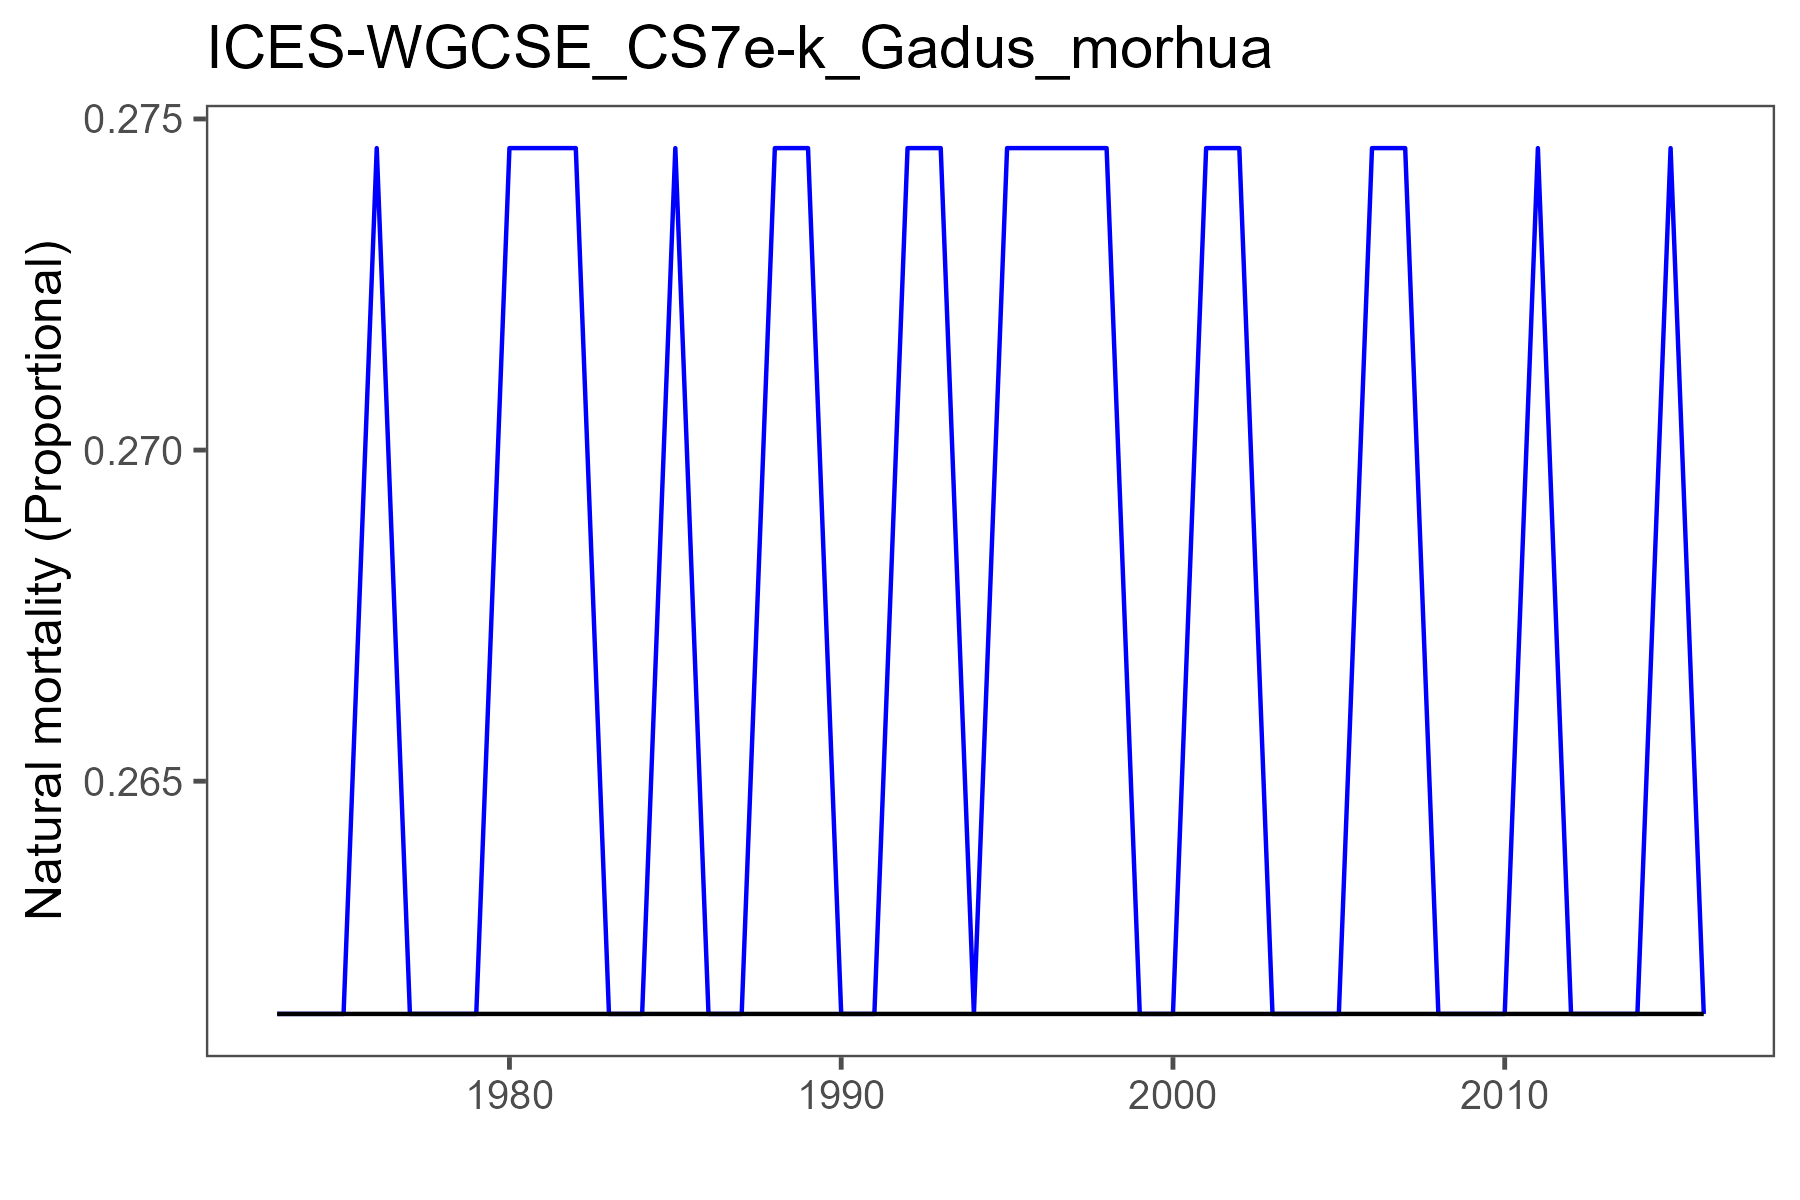 ICES-WGCSE_CS7e-k_Gadus_morhua
Natural mortality (Proportional)
0.275
0.270
0.265
1980 1990 2000 2010